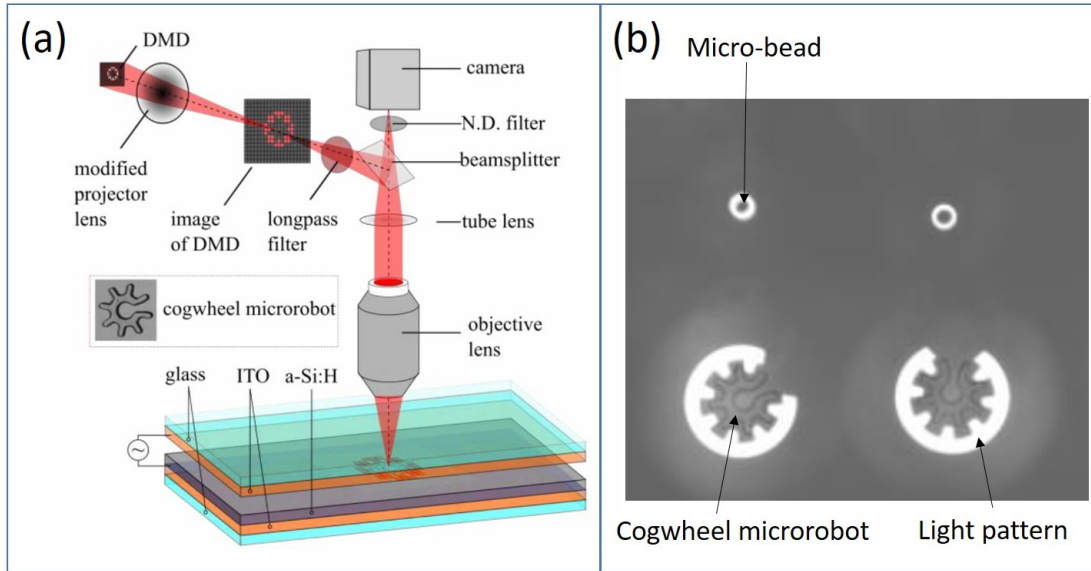 (a)
DMD
camera
N.D. filter
beamsplitter
modified
projector
lens
image
of DMD
longpass
filter
tube lens
cogwheel microrobot
objective
lens
glass
ITO
a-Si:H
(b)
Micro-bead
Cogwheel microrobot
Light pattern